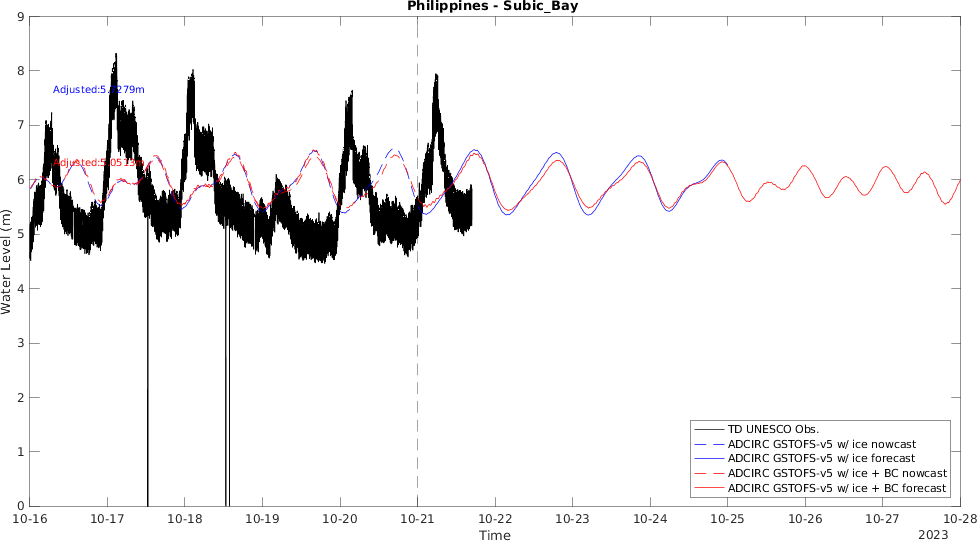 Philippines - Subic_Bay
9
8
7
6
5
4
3
2
1
0
Water Level (m)
Adjusted:5.7279m
TD UNESCO Obs.
ADCIRC GSTOFS-v5 w/ ice nowcast
ADCIRC GSTOFS-v5 w/ ice forecast
ADCIRC GSTOFS-v5 w/ ice + BC nowcast
ADCIRC GSTOFS-v5 w/ ice + BC forecast
10-16 10-17 10-18 10-19 10-20 10-21 10-22 10-23 10-24 10-25 10-26 10-27 10-28
Time
2023